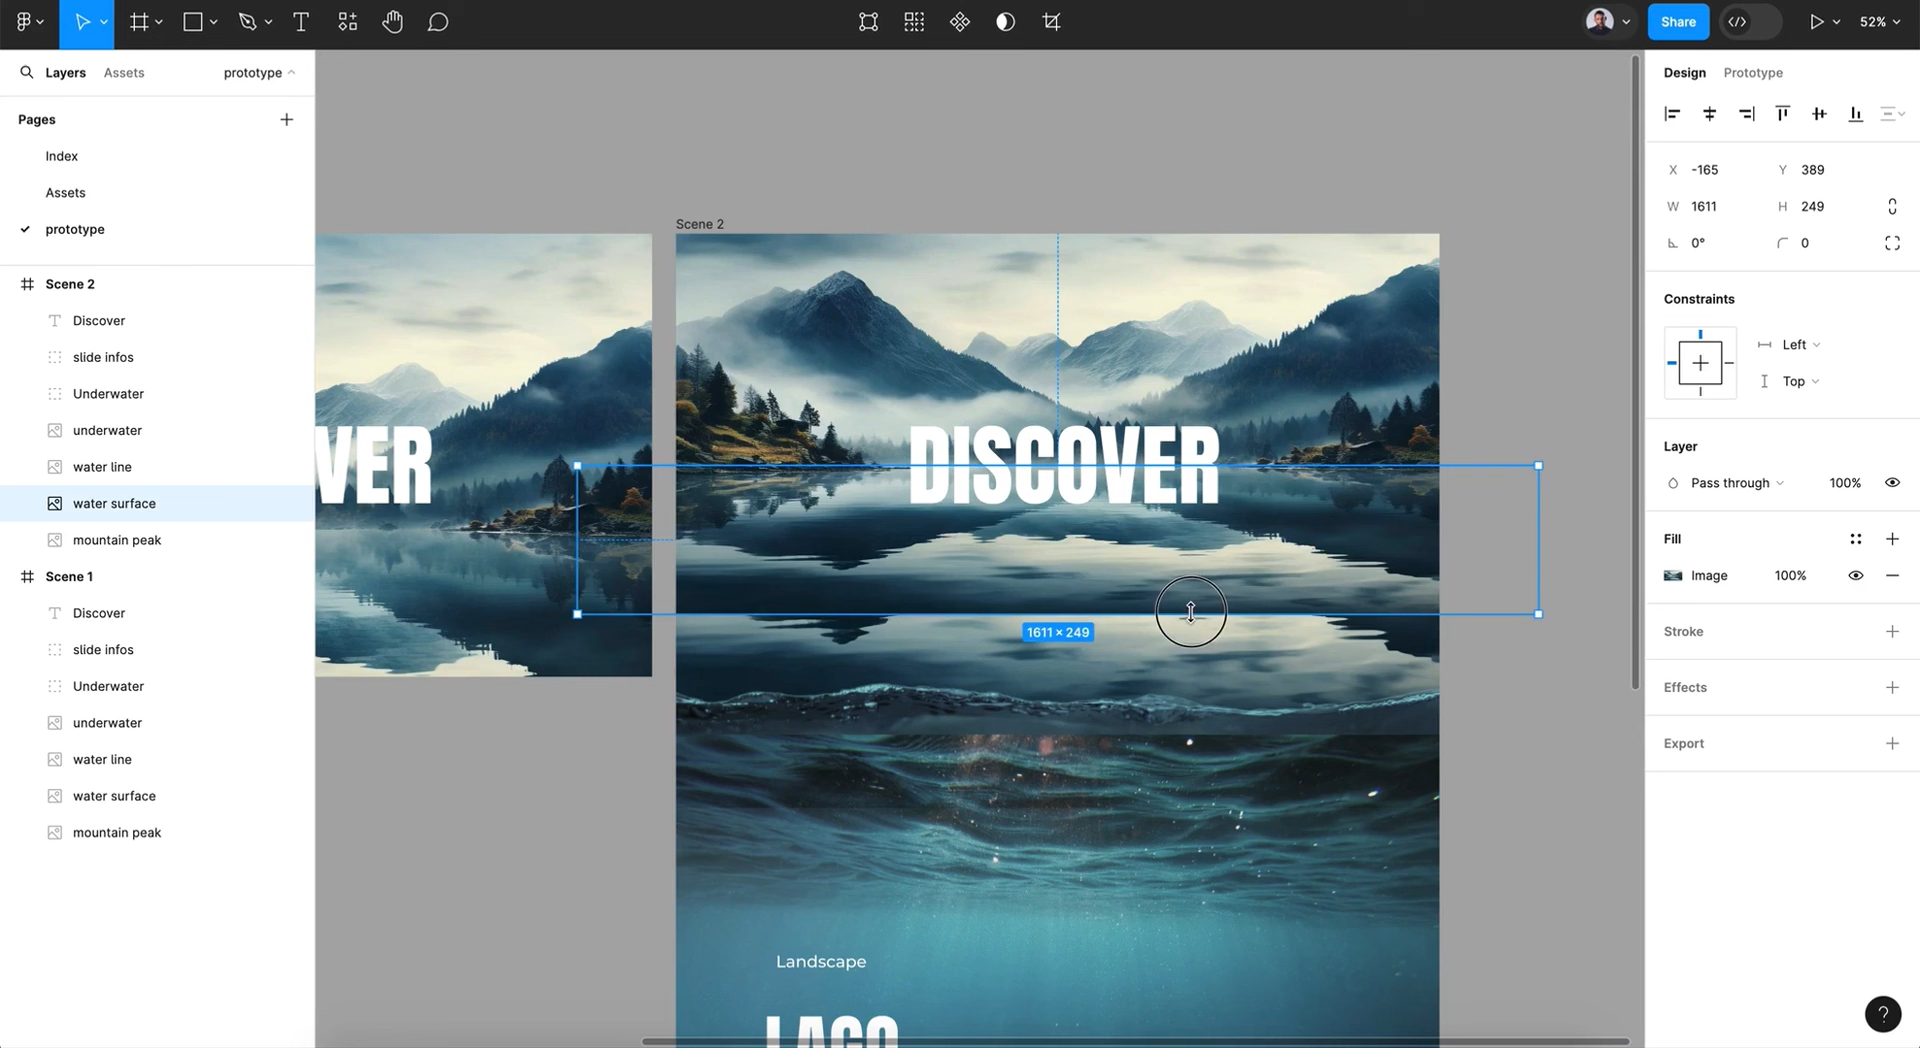 Share
</>
52%
Layers
Assets
prototype
Pages
Index
Assets
prototype
Scene 2
Discover
slide infos
Underwater
underwater
water line
water surface
mountain peak
Scene 1
Discover
slide infos
Underwater
underwater
water line
water surface
mountain peak
Scene 2
VER
DISCOVER
1611 × 249
Landscape
LAGO
Design
Prototype
X -165 Y 389
W 1611 H 249
0° 0
Constraints
Left
Top
Layer
Pass through 100%
Fill
Image 100%
Stroke
Effects
Export
?